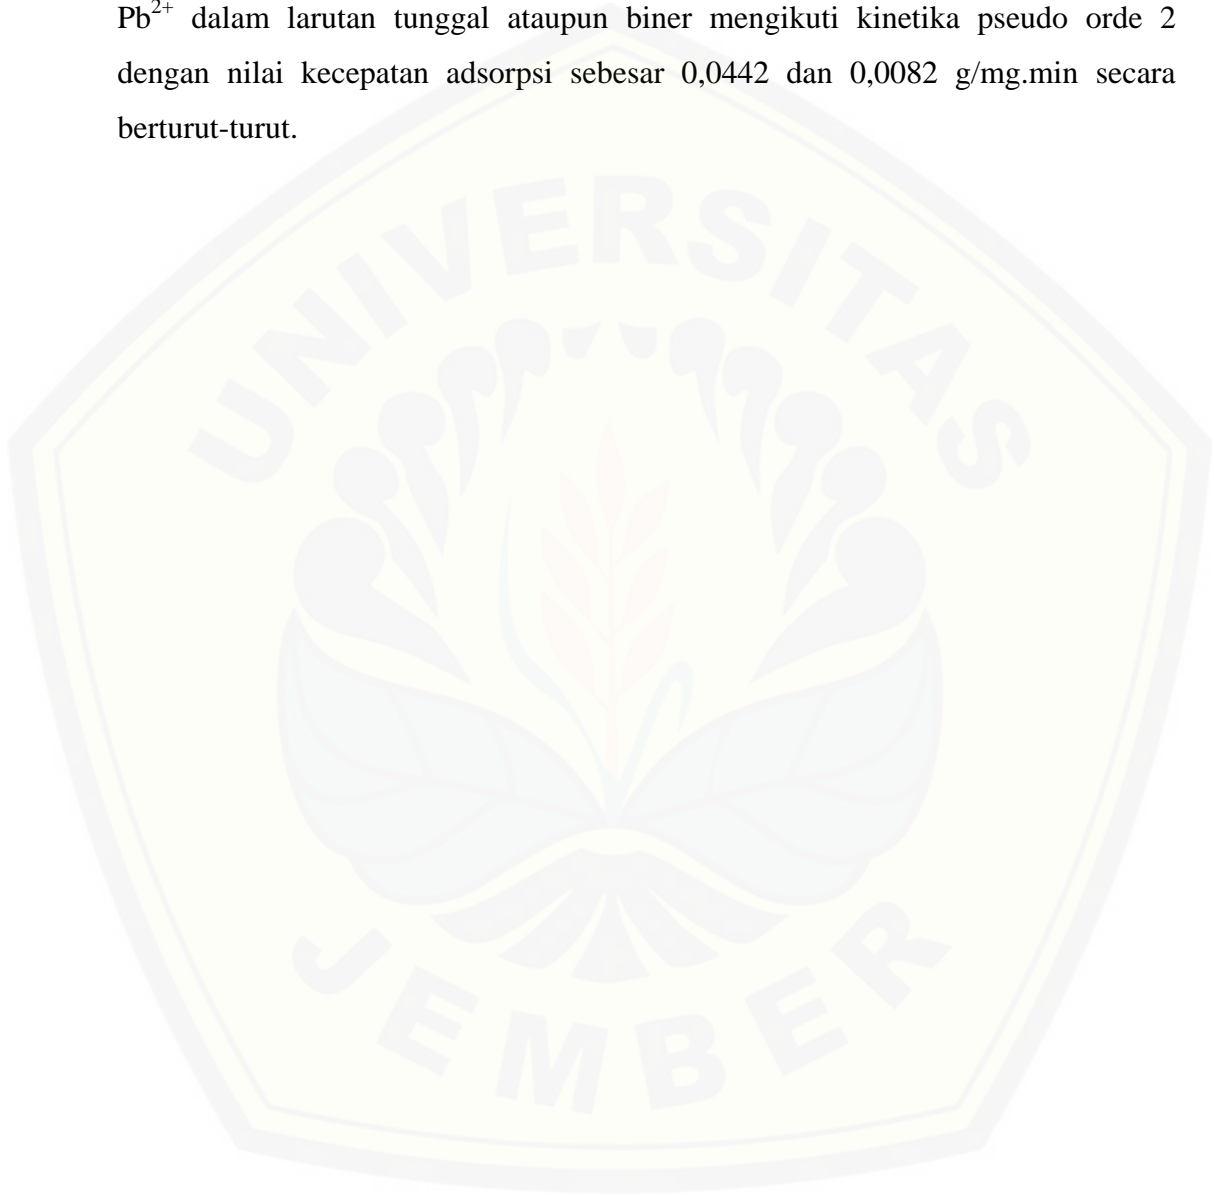 Pb²⁺ dalam larutan tunggal ataupun biner mengikuti kinetika pseudo orde 2
dengan nilai kecepatan adsorpsi sebesar 0,0442 dan 0,0082 g/mg.min secara
berturut-turut.
UNIVERSITAS
JEMBER